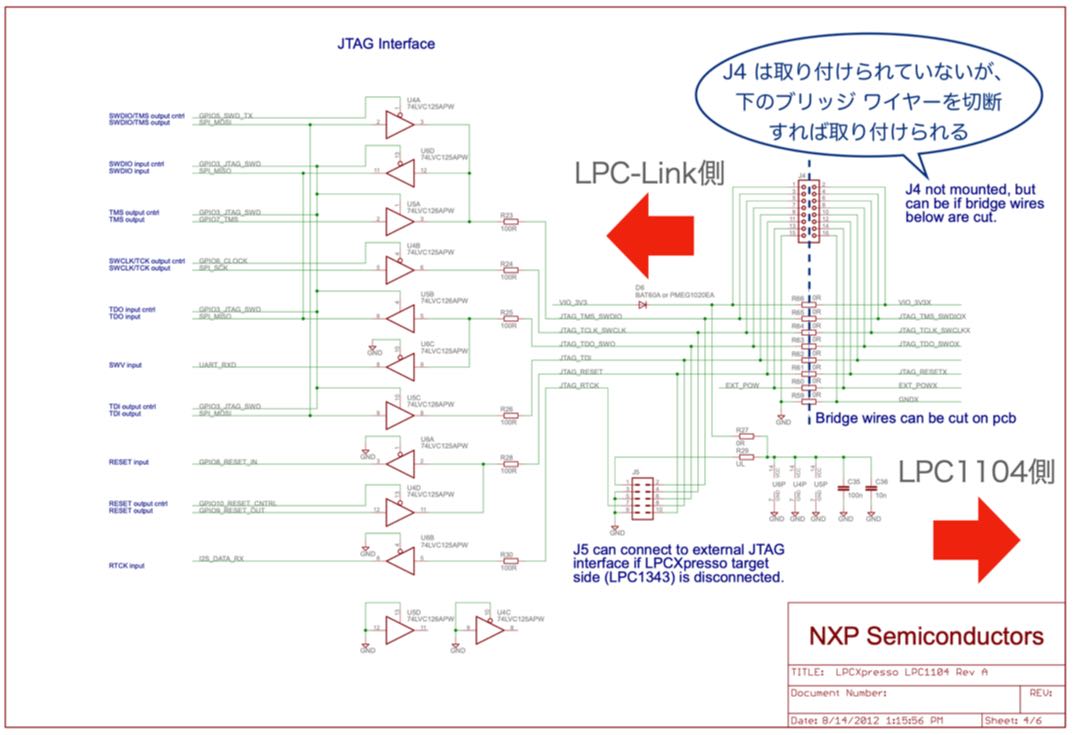 JTAG Interface
J4 は取り付けられていないが、
下のブリッジ ワイヤーを切断
すれば取り付けられる
LPC-Link側
J4 not mounted, but
can be if bridge wires
below are cut.
SWDIO/TMS output cntrl
SWDIO/TMS output
GPIO5_SWD_TX
SPI_MOSI
U4A
74LVC125APW
SWDIO input cntrl
SWDIO input
GPIO3_JTAG_SWD
SPI_MISO
U6D
74LVC125APW
TMS output cntrl
TMS output
GPIO3_JTAG_SWD
GPIO7_TMS
U5A
74LVC126APW
R23
100R
SWCLK/TCK output cntrl
SWCLK/TCK output
GPIO6_CLOCK
SPI_SCK
U4B
74LVC125APW
R24
100R
TDO input cntrl
TDO input
GPIO3_JTAG_SWD
SPI_MISO
U5B
74LVC126APW
R25
100R
SWV input
UART_RXD
GND
U6C
74LVC125APW
TDI output cntrl
TDI output
GPIO3_JTAG_SWD
SPI_MOSI
U5C
74LVC126APW
R26
100R
RESET input
GPIO8_RESET_IN
GND
U6A
74LVC125APW
R28
100R
RESET output cntrl
RESET output
GPIO10_RESET_CNTRL
GPIO9_RESET_OUT
U4D
74LVC125APW
RTCK input
I2S_DATA_RX
GND
U6B
74LVC125APW
R30
100R
U5D
74LVC126APW
GND
U4C
74LVC125APW
GND
J4
D6
BAT60A or PMEG1020EA
VIO_3V3
JTAG_TMS_SWDIO
JTAG_TCLK_SWCLK
JTAG_TDO_SWO
JTAG_TDI
JTAG_RESET
JTAG_RTCK
EXT_POW
VIO_3V3X
JTAG_TMS_SWDIOX
JTAG_TCLK_SWCLKX
JTAG_TDO_SWOX
JTAG_RESETX
EXT_POWX
GNDX
GND
Bridge wires can be cut on pcb
R27
0R
R29
UL
J5
GND
U6P
U4P
U5P
C35
100n
C36
10n
GND
GND
GND
GND
GND
LPC1104側
J5 can connect to external JTAG
interface if LPCXpresso target
side (LPC1343) is disconnected.
NXP Semiconductors
TITLE: LPCXpresso LPC1104 Rev A
Document Number:
REV:
Date: 8/14/2012 1:15:56 PM
Sheet: 4/6